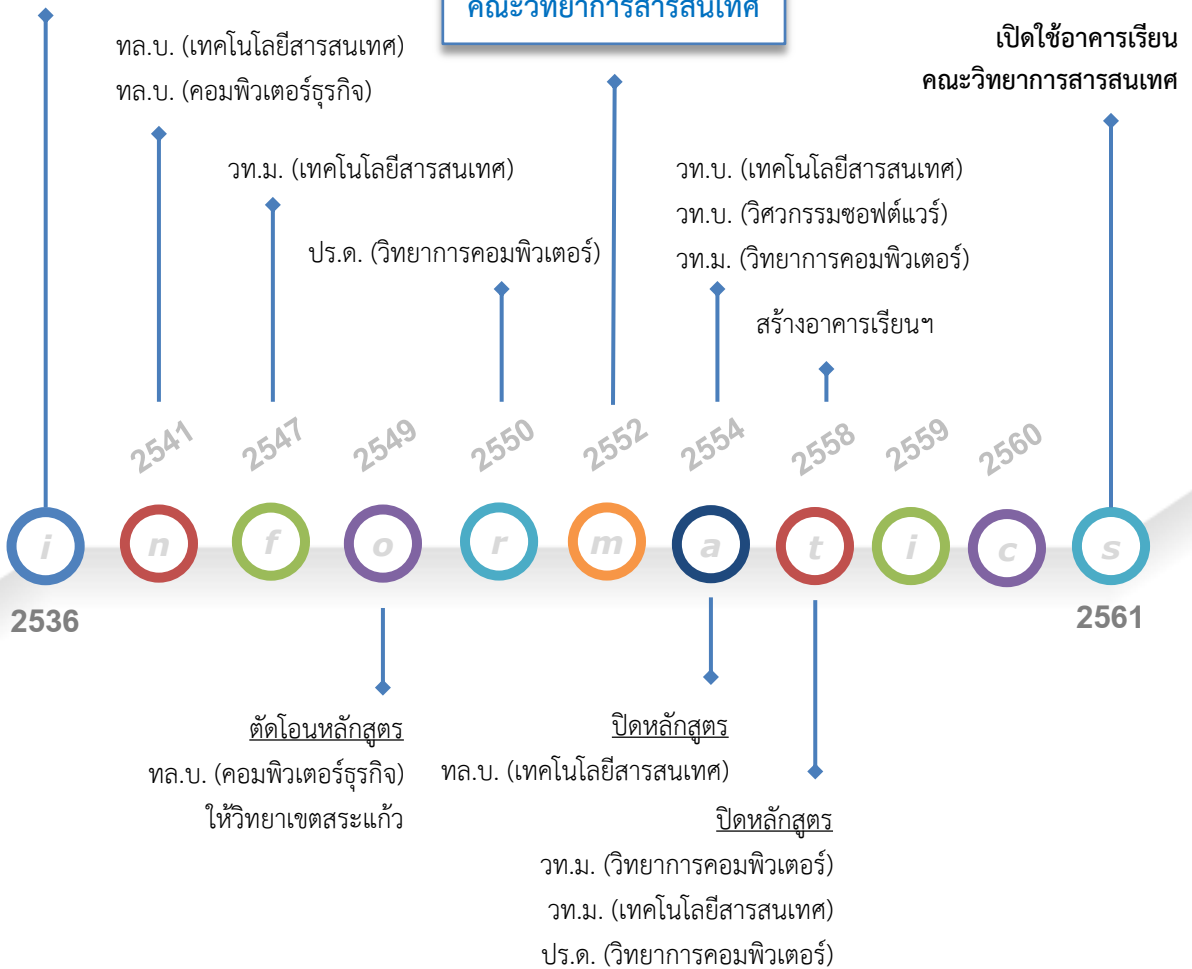 คณะวิทยาการสารสนเทศ
เปิดใช้อาคารเรียน
คณะวิทยาการสารสนเทศ
ทล.บ. (เทคโนโลยีสารสนเทศ)
ทล.บ. (คอมพิวเตอร์ธุรกิจ)
วท.ม. (เทคโนโลยีสารสนเทศ)
ปร.ด. (วิทยาการคอมพิวเตอร์)
วท.บ. (เทคโนโลยีสารสนเทศ)
วท.บ. (วิศวกรรมซอฟต์แวร์)
วท.ม. (วิทยาการคอมพิวเตอร์)
สร้างอาคารเรียนฯ
2541 2547 2549 2550 2552 2554 2558 2559 2560
i n f o r m a t i c s
2536 2561
ตัดโอนหลักสูตร
ทล.บ. (คอมพิวเตอร์ธุรกิจ)
ให้วิทยาเขตสระแก้ว
ปิดหลักสูตร
ทล.บ. (เทคโนโลยีสารสนเทศ)
ปิดหลักสูตร
วท.ม. (วิทยาการคอมพิวเตอร์)
วท.ม. (เทคโนโลยีสารสนเทศ)
ปร.ด. (วิทยาการคอมพิวเตอร์)